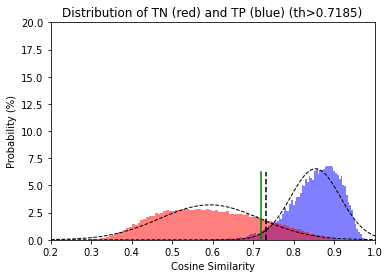 Distribution of TN (red) and TP (blue) (th>0.7185)
20.0
17.5
15.0
12.5
10.0
7.5
5.0
2.5
0.0
Probability (%)
0.2 0.3 0.4 0.5 0.6 0.7 0.8 0.9 1.0
Cosine Similarity